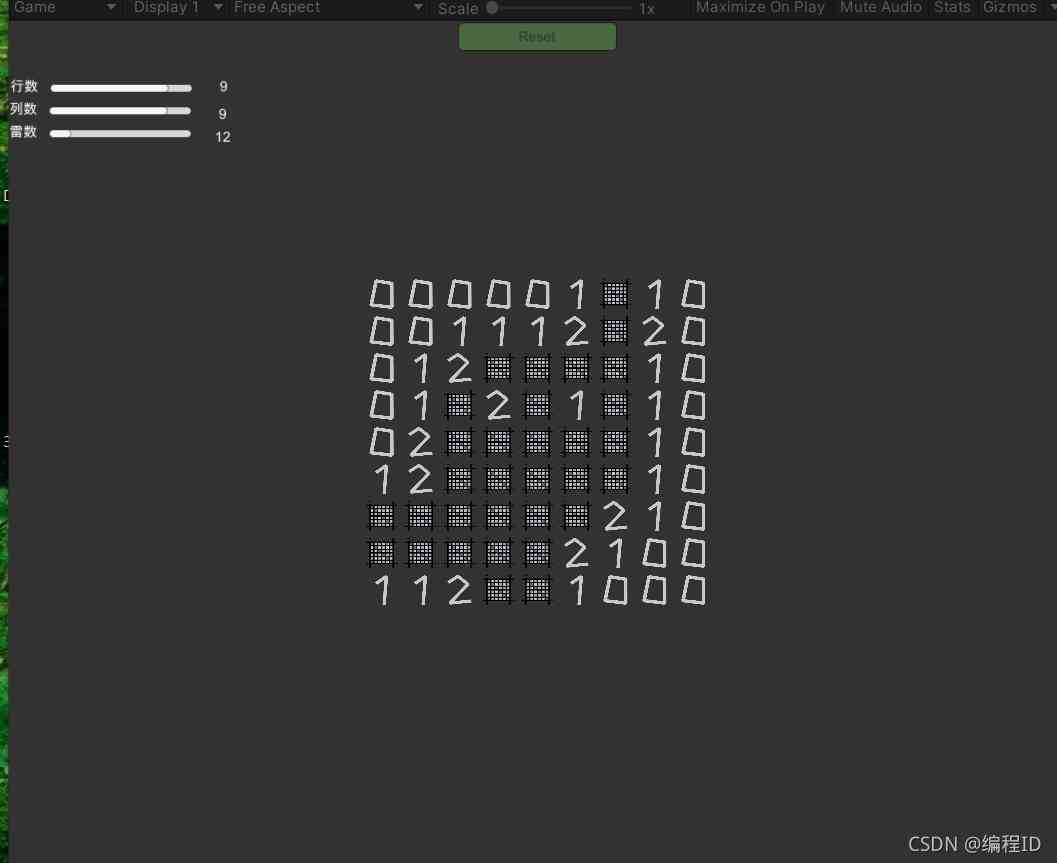 Game Display 1 Free Aspect Scale 1x Maximize On Play Mute Audio Stats Gizmos
Reset
行数 9
列数 9
雷数 12
0 0 0 0 0 1 1 0
0 0 1 1 1 2 2 0
0 1 2 1 0
0 1 2 1 1 0
0 2 1 0
1 2 1 0
2 1 0
2 1 0 0
1 1 2 1 0 0 0
CSDN @编程ID